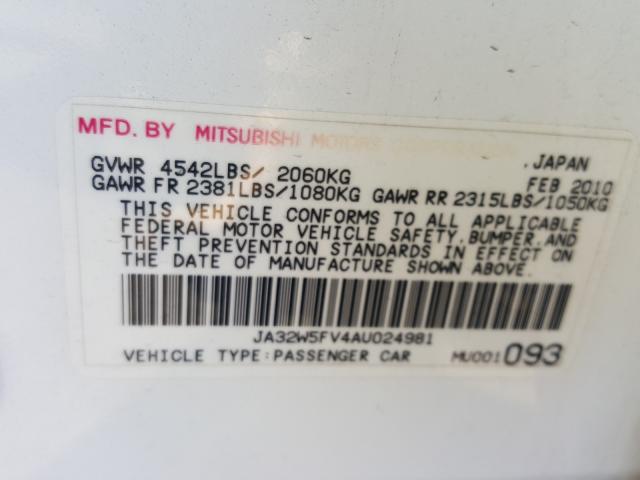 MFD. BY MITSUBISHI MOTORS CORPORATION, JAPAN
GVWR 4542LBS/ 2060KG FEB 2010
GAWR FR 2381LBS/1080KG GAWR RR 2315LBS/1050KG
THIS VEHICLE CONFORMS TO ALL APPLICABLE
FEDERAL MOTOR VEHICLE SAFETY, BUMPER, AND
THEFT PREVENTION STANDARDS IN EFFECT ON
THE DATE OF MANUFACTURE SHOWN ABOVE.
JA32W5FV4AU024981
VEHICLE TYPE:PASSENGER CAR MU001093